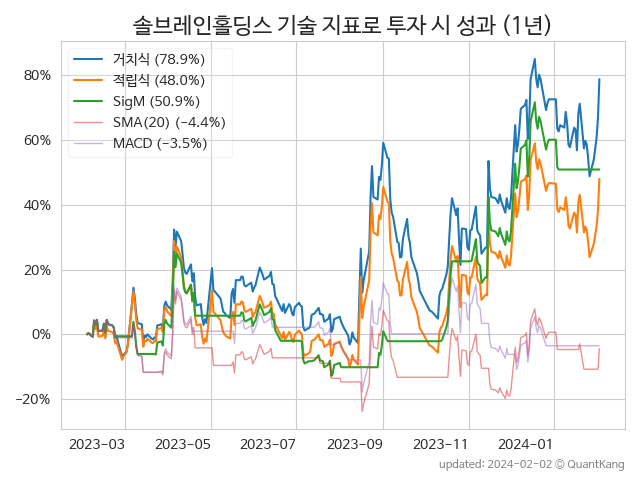 솔브레인홀딩스 기술 지표로 투자 시 성과 (1년)
거치식 (78.9%)
적립식 (48.0%)
SigM (50.9%)
SMA(20) (−4.4%)
MACD (−3.5%)
80%
60%
40%
20%
0%
−20%
2023−03
2023−05
2023−07
2023−09
2023−11
2024−01
updated: 2024−02−02 © QuantKang